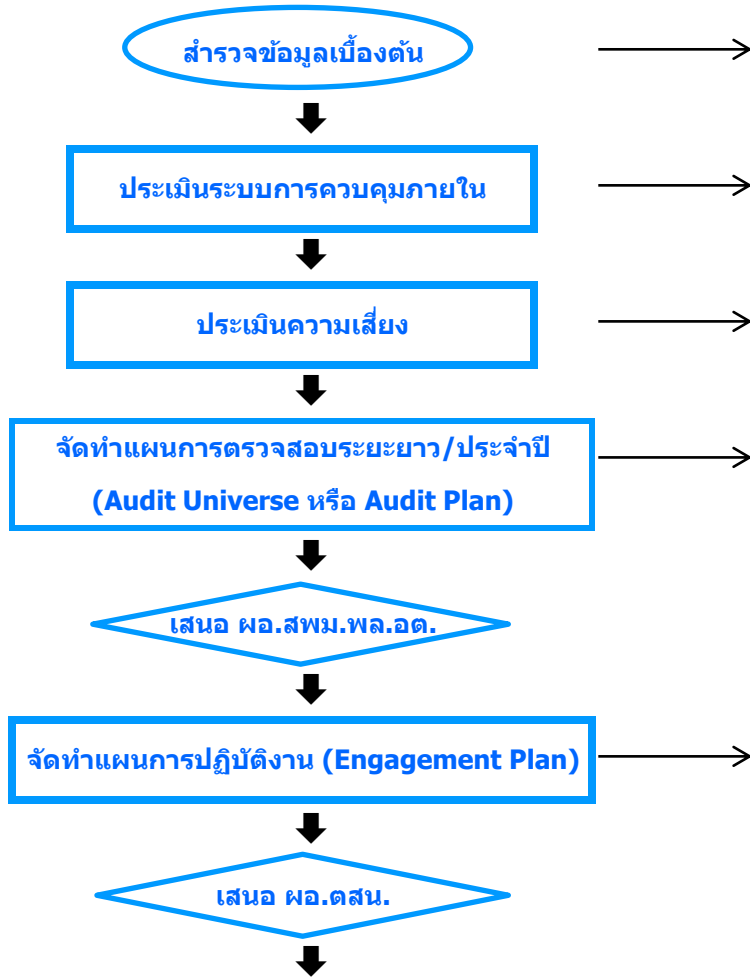 สำรวจข้อมูลเบื้องต้น
ประเมินระบบการควบคุมภายใน
ประเมินความเสี่ยง
จัดทำแผนการตรวจสอบระยะยาว/ประจำปี
(Audit Universe หรือ Audit Plan)
เสนอ ผอ.สพม.พล.อต.
จัดทำแผนการปฏิบัติงาน (Engagement Plan)
เสนอ ผอ.ตสน.